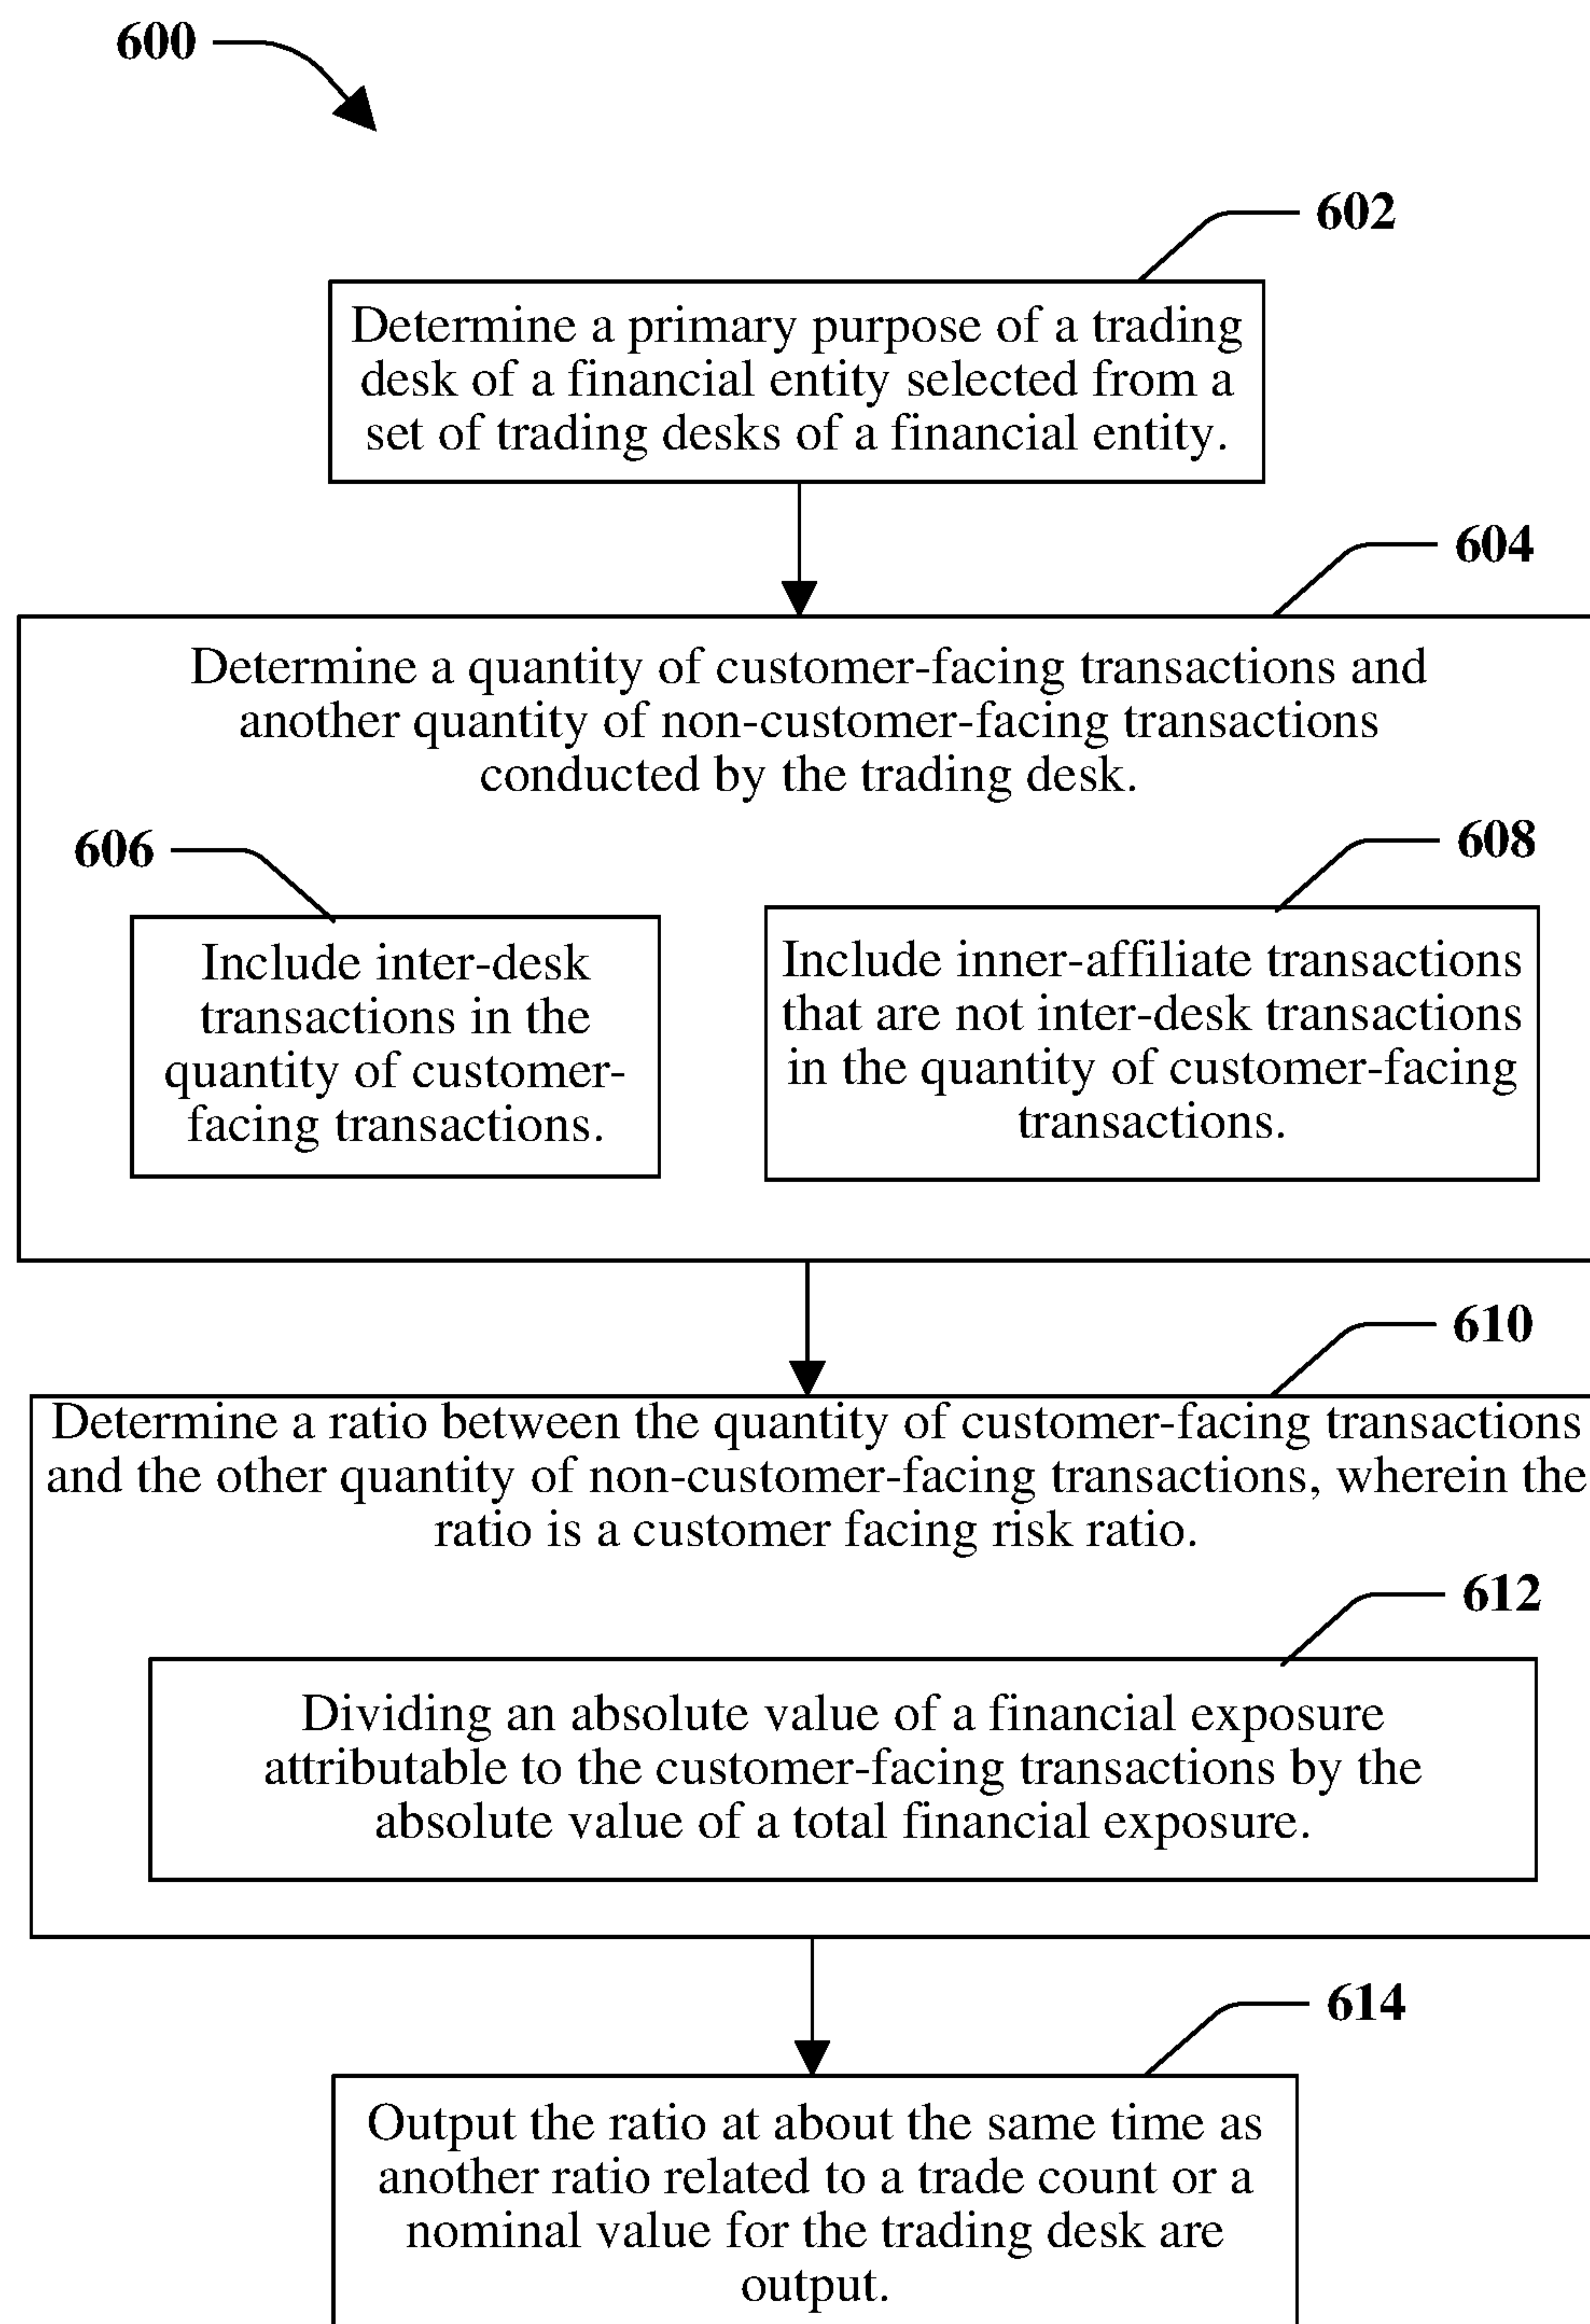 600
602
Determine a primary purpose of a trading
desk of a financial entity selected from a
set of trading desks of a financial entity.
604
Determine a quantity of customer-facing transactions and
another quantity of non-customer-facing transactions
conducted by the trading desk.
606
Include inter-desk
transactions in the
quantity of customer-
facing transactions.
608
Include inner-affiliate transactions
that are not inter-desk transactions
in the quantity of customer-facing
transactions.
610
Determine a ratio between the quantity of customer-facing transactions
and the other quantity of non-customer-facing transactions, wherein the
ratio is a customer facing risk ratio.
612
Dividing an absolute value of a financial exposure
attributable to the customer-facing transactions by the
absolute value of a total financial exposure.
614
Output the ratio at about the same time as
another ratio related to a trade count or a
nominal value for the trading desk are
output.